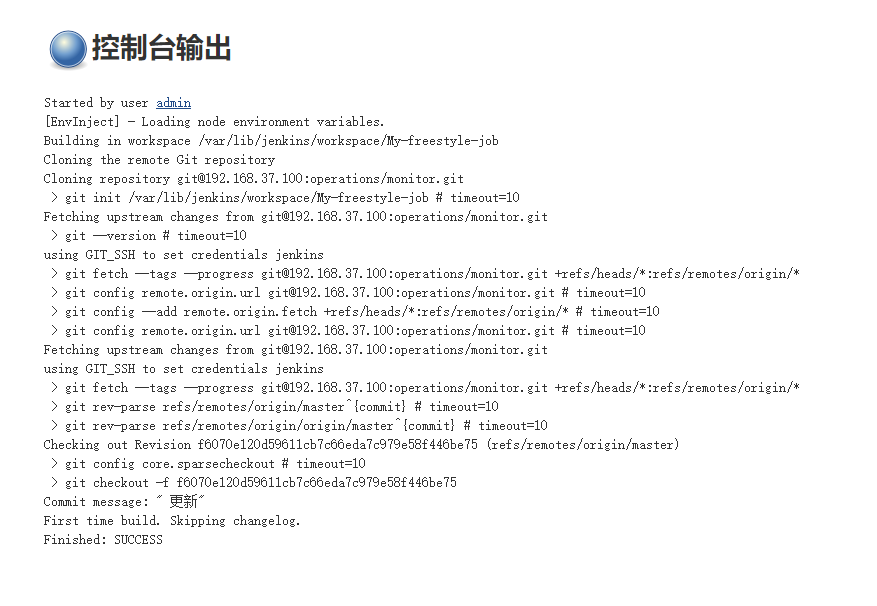 控制台输出
Started by user admin
[EnvInject] - Loading node environment variables.
Building in workspace /var/lib/jenkins/workspace/My-freestyle-job
Cloning the remote Git repository
Cloning repository git@192.168.37.100:operations/monitor.git
 > git init /var/lib/jenkins/workspace/My-freestyle-job # timeout=10
Fetching upstream changes from git@192.168.37.100:operations/monitor.git
 > git --version # timeout=10
using GIT_SSH to set credentials jenkins
 > git fetch --tags --progress git@192.168.37.100:operations/monitor.git +refs/heads/*:refs/remotes/origin/*
 > git config remote.origin.url git@192.168.37.100:operations/monitor.git # timeout=10
 > git config --add remote.origin.fetch +refs/heads/*:refs/remotes/origin/* # timeout=10
 > git config remote.origin.url git@192.168.37.100:operations/monitor.git # timeout=10
Fetching upstream changes from git@192.168.37.100:operations/monitor.git
using GIT_SSH to set credentials jenkins
 > git fetch --tags --progress git@192.168.37.100:operations/monitor.git +refs/heads/*:refs/remotes/origin/*
 > git rev-parse refs/remotes/origin/master^{commit} # timeout=10
 > git rev-parse refs/remotes/origin/origin/master^{commit} # timeout=10
Checking out Revision f6070e120d59611cb7c66eda7c979e58f446be75 (refs/remotes/origin/master)
 > git config core.sparsecheckout # timeout=10
 > git checkout -f f6070e120d59611cb7c66eda7c979e58f446be75
Commit message: " 更新"
First time build. Skipping changelog.
Finished: SUCCESS